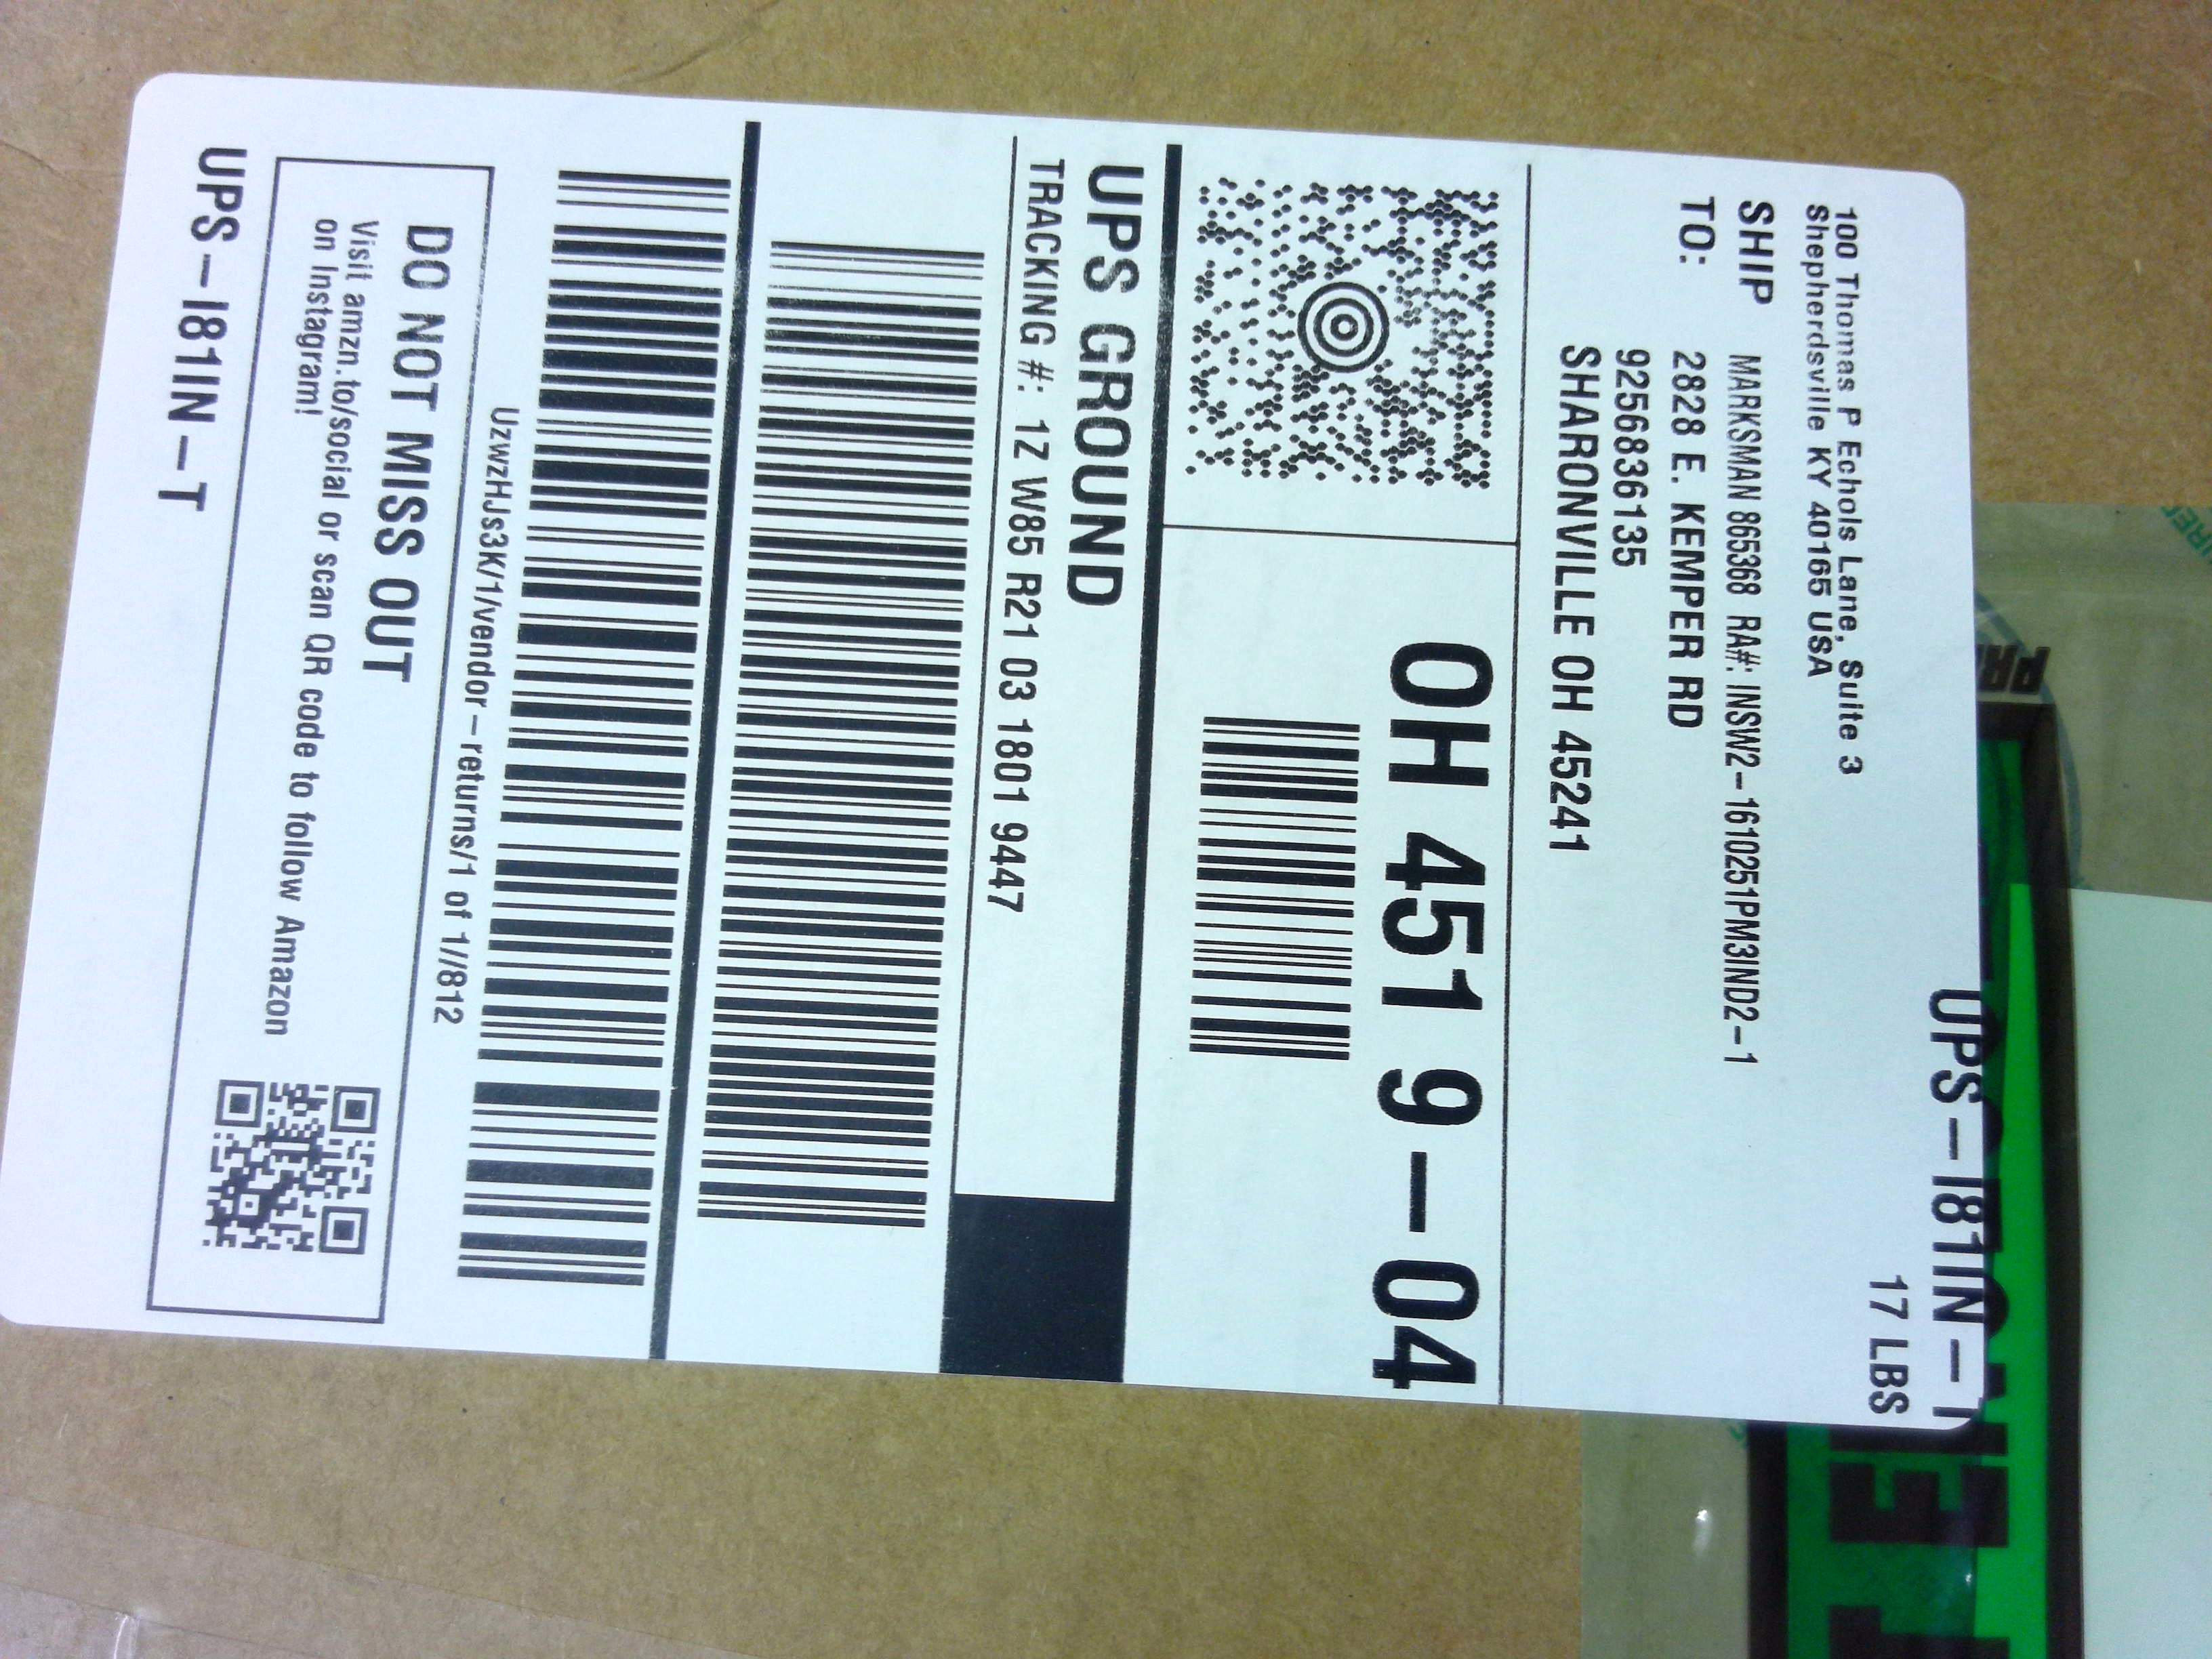 UPS-I81IN-T
17 LBS
100 Thomas P Echols Lane, Suite 3
Shepherdsville KY 40165 USA
SHIP
TO:
MARKSMAN 865368 RA#: INSW2-1610251PM3IND2-1
2828 E. KEMPER RD
9256836135
SHARONVILLE OH 45241
OH 451 9-04
UPS GROUND
TRACKING #: 1Z W85 R21 03 1801 9447
UzwzHJs3K/1/vendor-returns/1 of 1//812
DO NOT MISS OUT
Visit amzn.to/social or scan QR code to follow Amazon
on Instagram!
UPS-I81IN-T